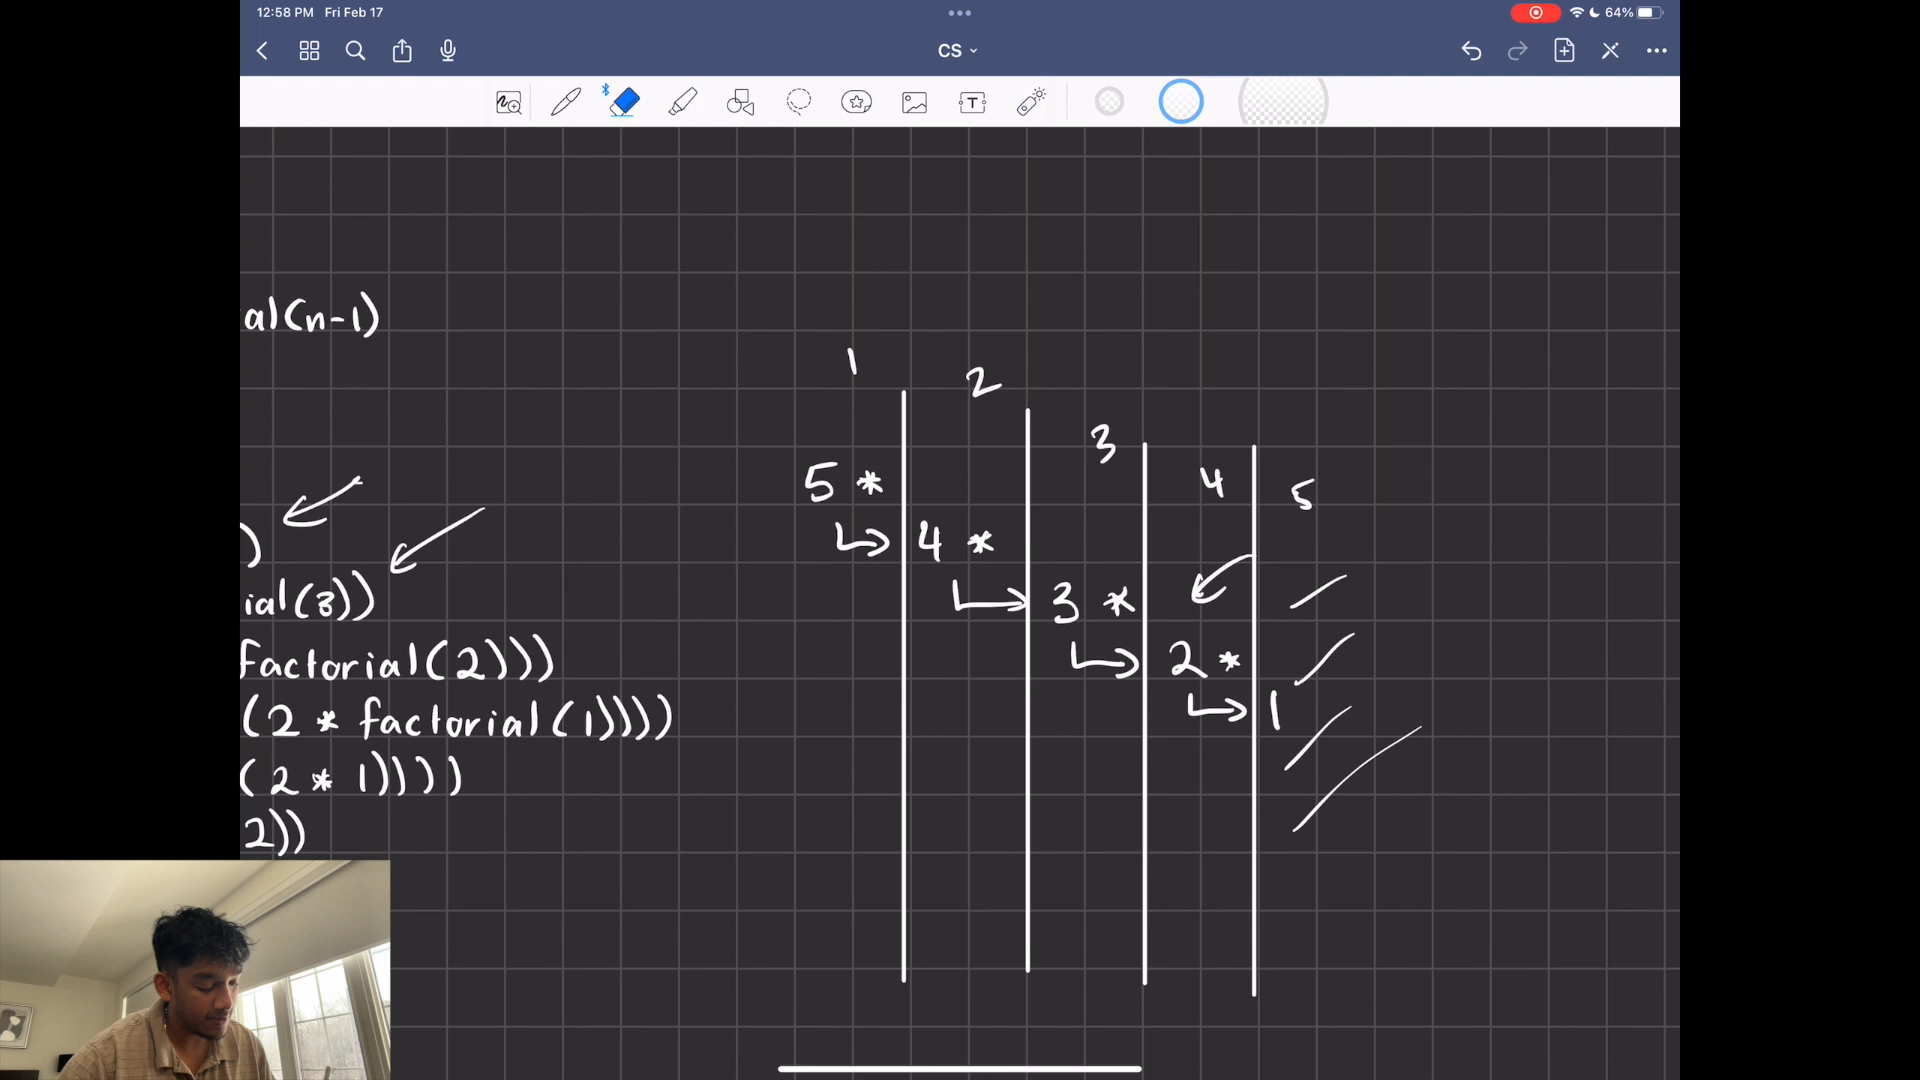 12:58 PM Fri Feb 17
64%
CS
T
al(n-1)
1
2
3
4
5
5 *
4 *
3 *
2 *
1
)
ial(3))
factorial(2)))
(2 * factorial(1))))
(2 * 1))))
2))